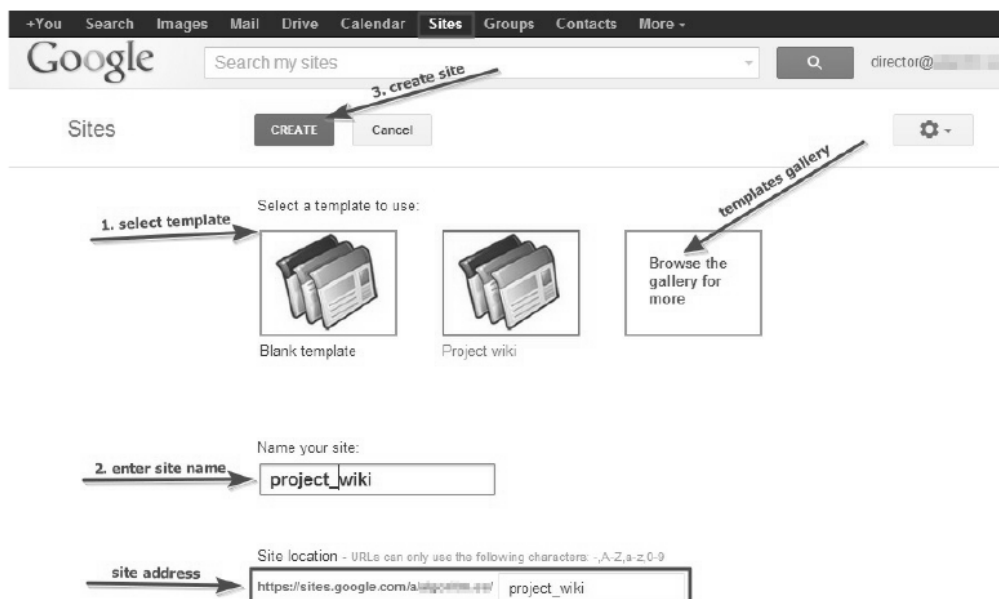 +You Search Images Mail Drive Calendar Sites Groups Contacts More
Google
Search my sites
director@
3. create site
Sites
CREATE
Cancel
templates gallery
1. select template
Select a template to use:
Browse the
gallery for
more
Blank template
Project wiki
Name your site:
2. enter site name
project_wiki
Site location - URLs can only use the following characters: -,A-Z,a-z,0-9
site address
https://sites.google.com/a/
project_wiki